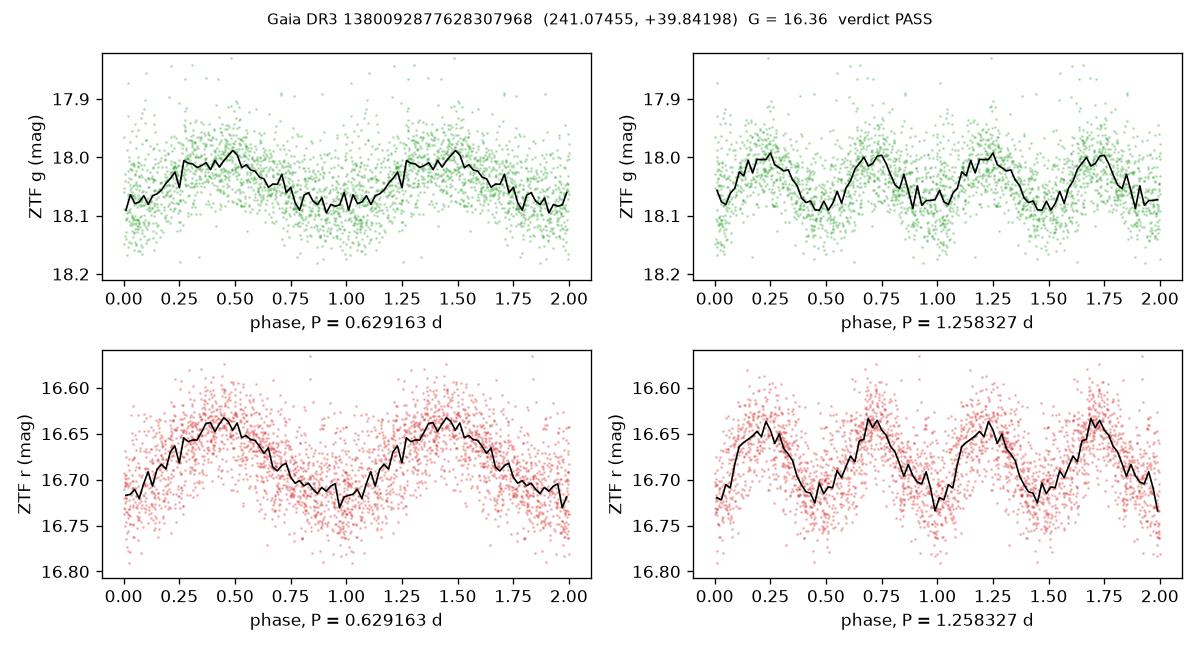 Gaia DR3 1380092877628307968 (241.07455, +39.84198) G = 16.36 verdict PASS
ZTF g (mag)
17.9
18.0
18.1
18.2
0.00 0.25 0.50 0.75 1.00 1.25 1.50 1.75 2.00
phase, P = 0.629163 d
ZTF g (mag)
17.9
18.0
18.1
18.2
0.00 0.25 0.50 0.75 1.00 1.25 1.50 1.75 2.00
phase, P = 1.258327 d
ZTF r (mag)
16.60
16.65
16.70
16.75
16.80
0.00 0.25 0.50 0.75 1.00 1.25 1.50 1.75 2.00
phase, P = 0.629163 d
ZTF r (mag)
16.60
16.65
16.70
16.75
16.80
0.00 0.25 0.50 0.75 1.00 1.25 1.50 1.75 2.00
phase, P = 1.258327 d